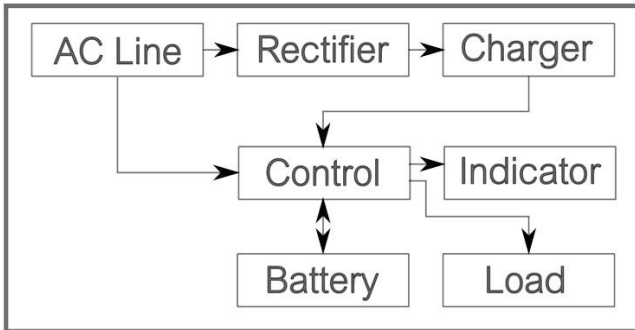 AC Line
Rectifier
Charger
Control
Indicator
Battery
Load